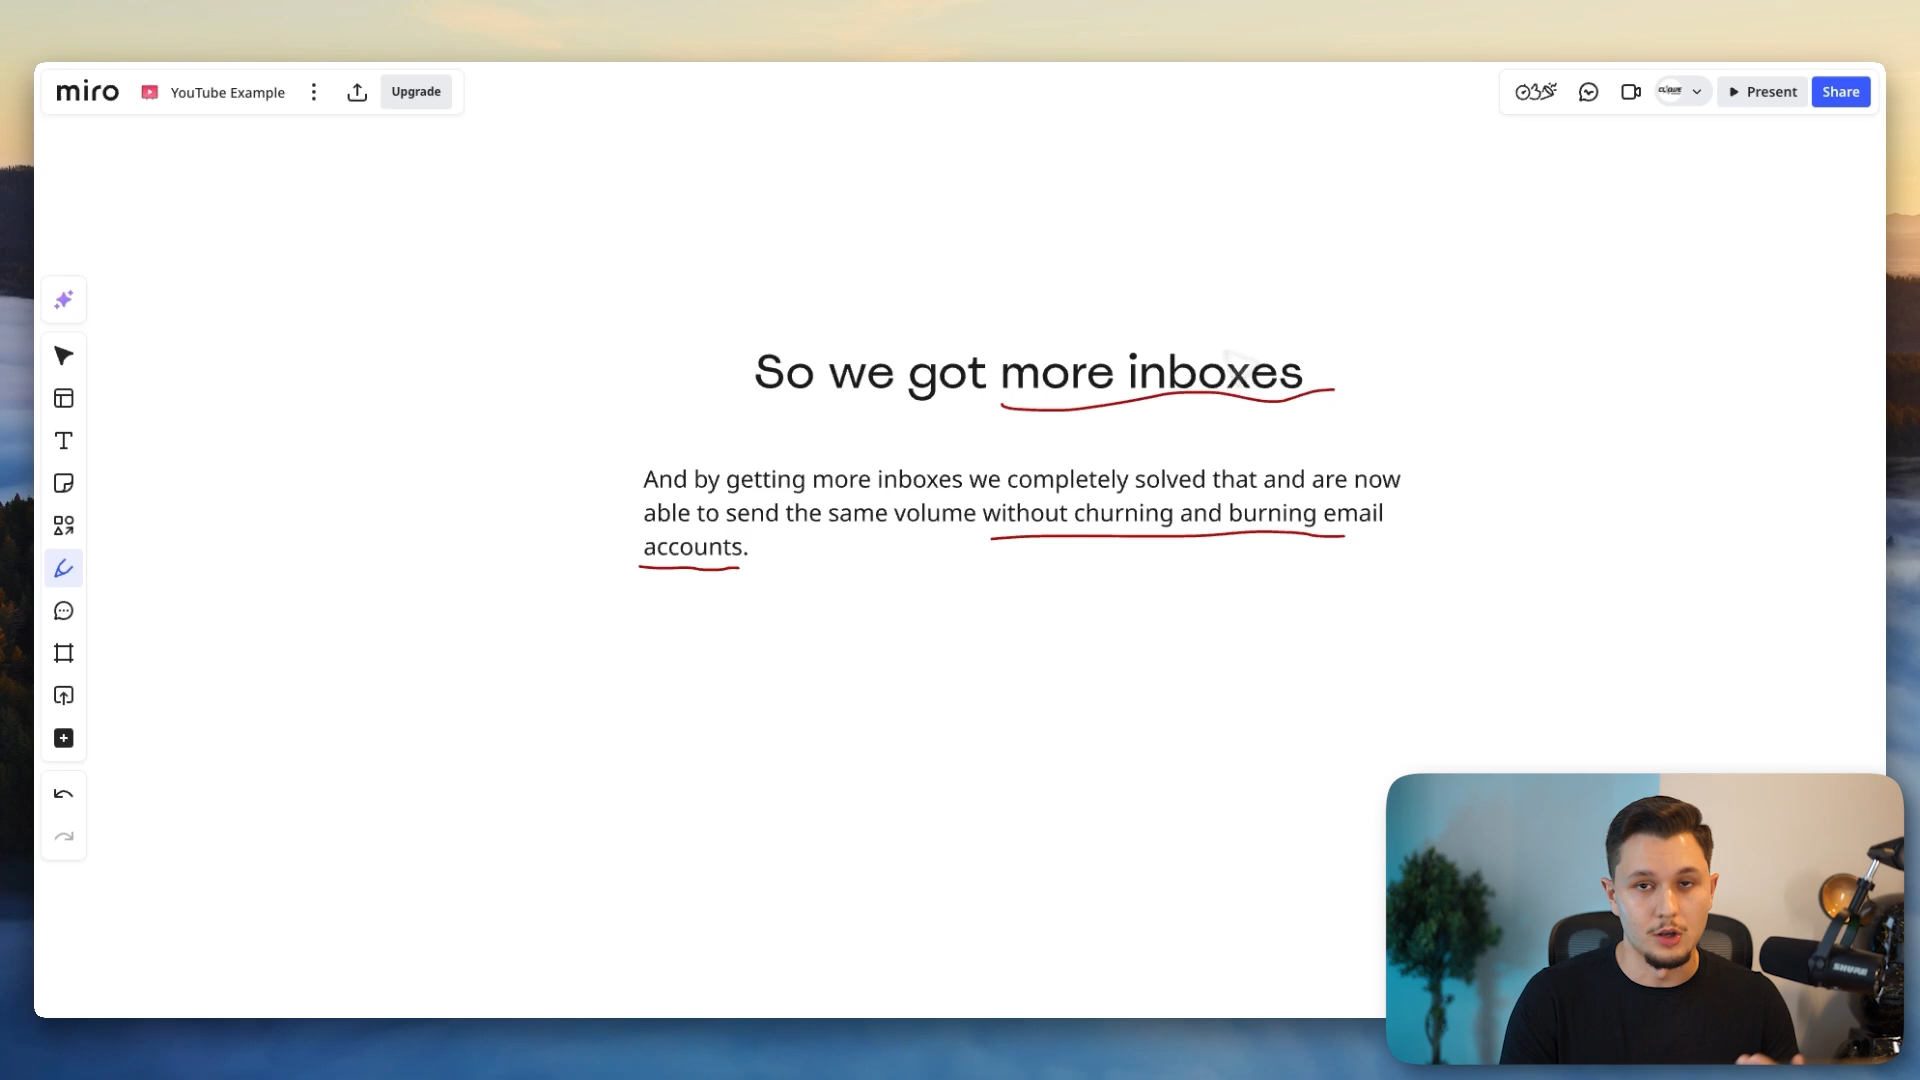 miro
YouTube Example
Upgrade
Present
Share
So we got more inboxes
And by getting more inboxes we completely solved that and are now
able to send the same volume without churning and burning email
accounts.
SHURE